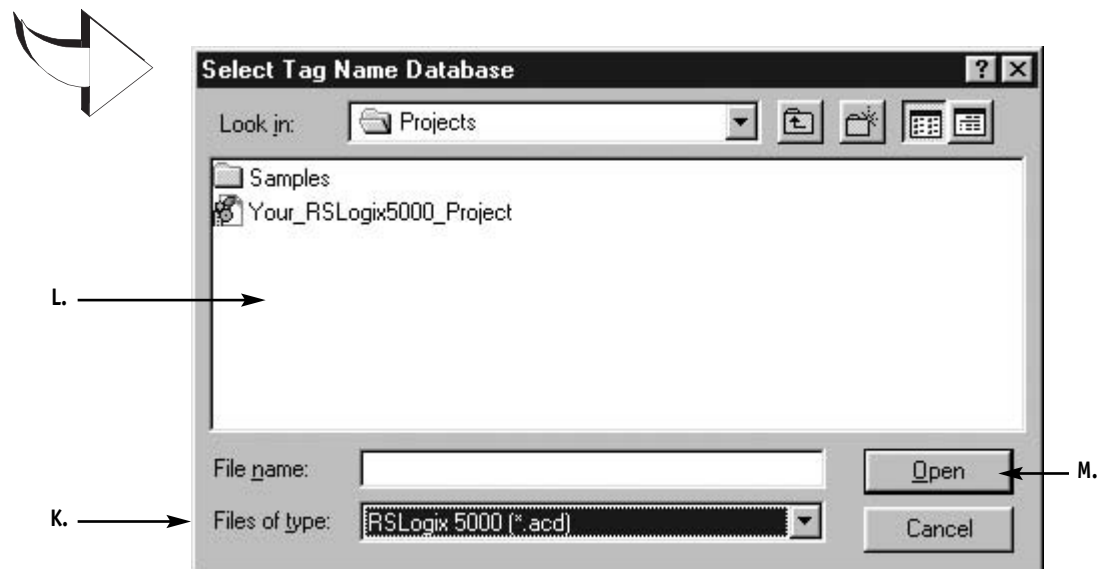 Select Tag Name Database
Look in: Projects
Samples
Your_RSLogix5000_Project
L.
File name: Open M.
K. Files of type: RSLogix 5000 (*.acd) Cancel